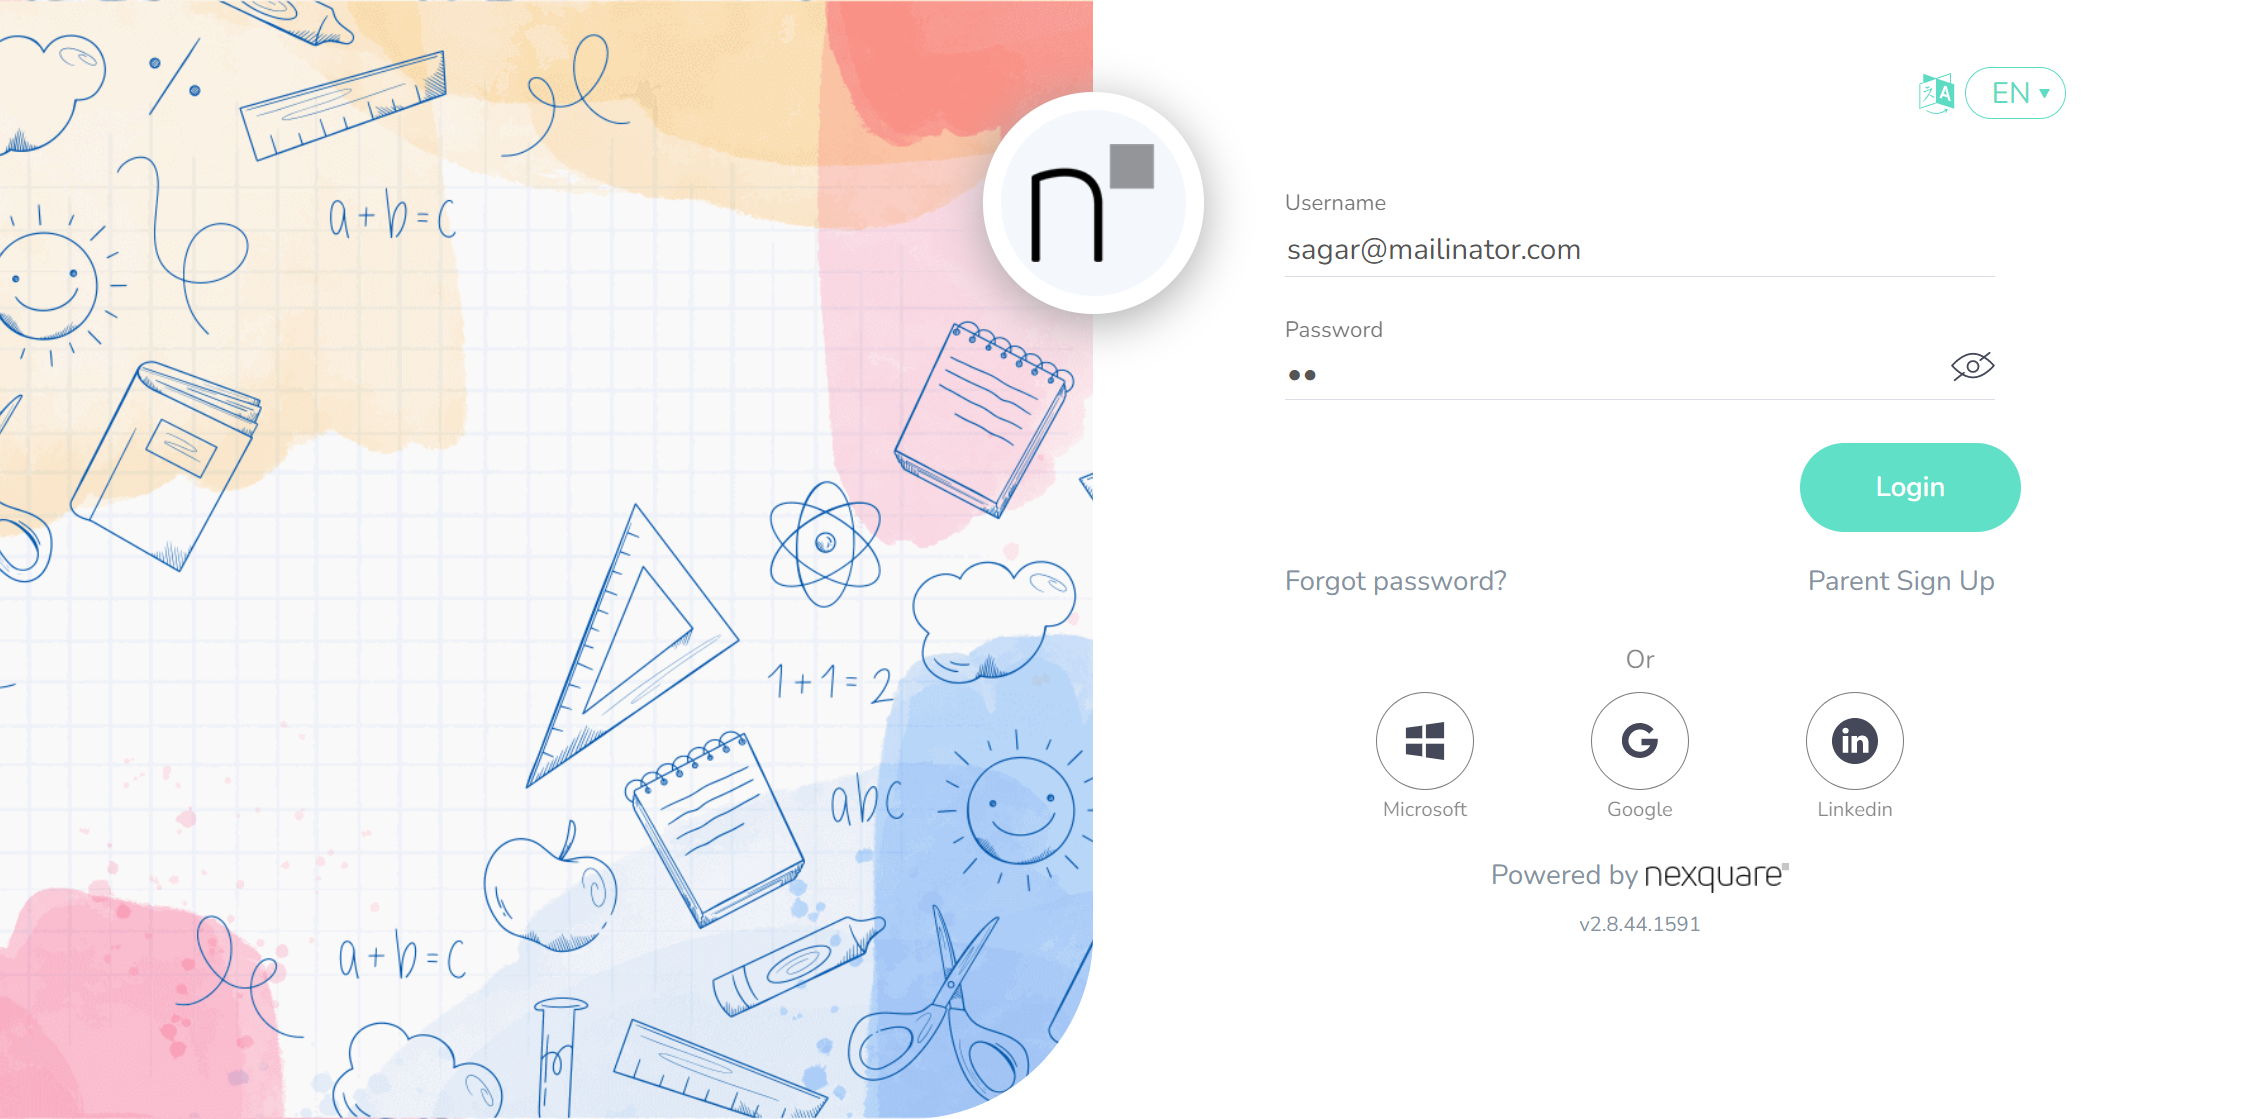 a+b=c
1+1=2
abc
a+b=c
n
EN
Username
sagar@mailinator.com
Password
••
Login
Forgot password?
Parent Sign Up
Or
Microsoft
Google
in
Linkedin
Powered by nexquare
v2.8.44.1591